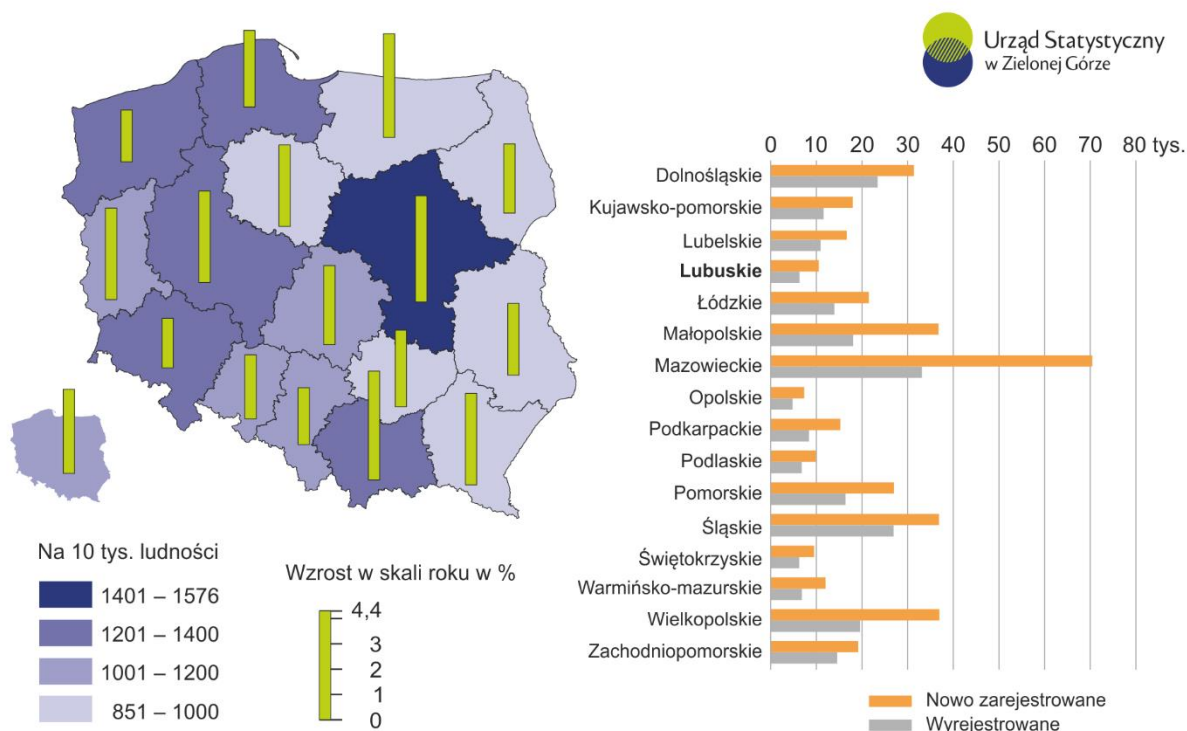 Urząd Statystyczny
w Zielonej Górze
Na 10 tys. ludności
1401 – 1576
1201 – 1400
1001 – 1200
851 – 1000
Wzrost w skali roku w %
4,4
3
2
1
0
0 10 20 30 40 50 60 70 80 tys.
Dolnośląskie
Kujawsko-pomorskie
Lubelskie
Lubuskie
Łódzkie
Małopolskie
Mazowieckie
Opolskie
Podkarpackie
Podlaskie
Pomorskie
Śląskie
Świętokrzyskie
Warmińsko-mazurskie
Wielkopolskie
Zachodniopomorskie
Nowo zarejestrowane
Wyrejestrowane